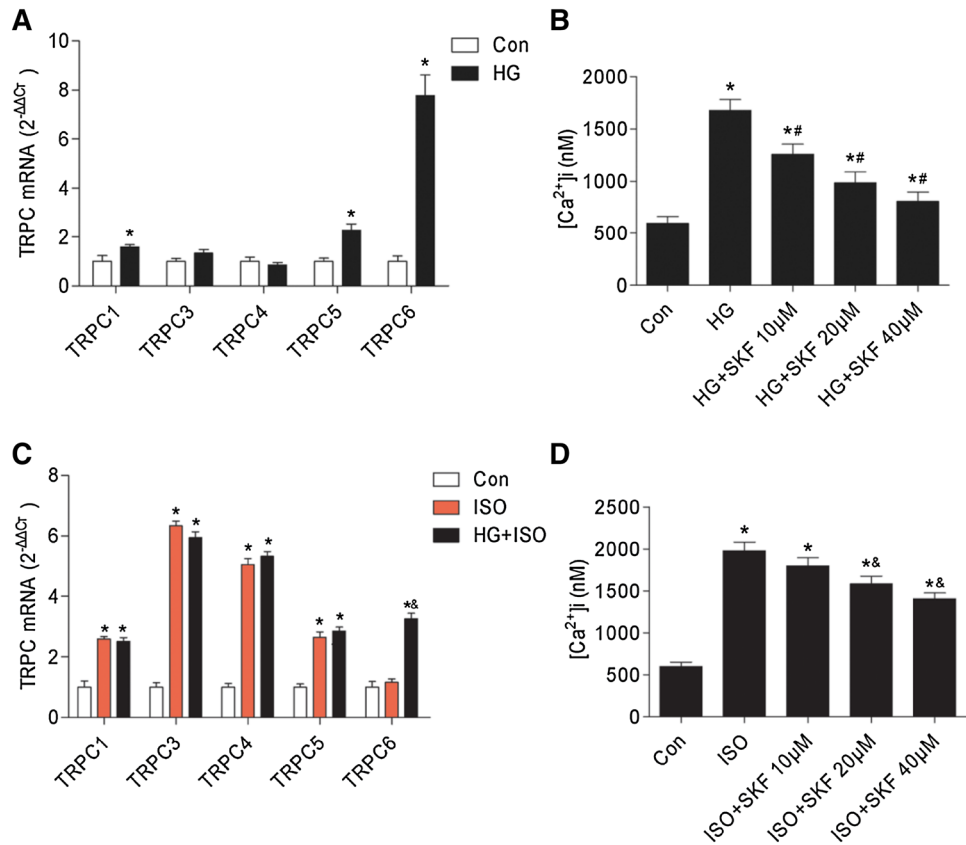 A
TRPC mRNA (2-ΔΔCT )
10
8
6
4
2
0
Con
HG
*
*
*
TRPC1
TRPC3
TRPC4
TRPC5
TRPC6
B
[Ca2+]i (nM)
2000
1500
1000
500
0
*
*#
*#
*#
Con
HG
HG+SKF 10µM
HG+SKF 20µM
HG+SKF 40µM
C
TRPC mRNA (2-ΔΔCT )
8
6
4
2
0
Con
ISO
HG+ISO
* *
* *
* *
* *
*&
TRPC1
TRPC3
TRPC4
TRPC5
TRPC6
D
[Ca2+]i (nM)
2500
2000
1500
1000
500
0
*
*
*&
*&
Con
ISO
ISO+SKF 10µM
ISO+SKF 20µM
ISO+SKF 40µM